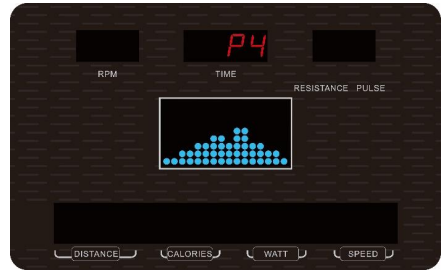 P4
RPM
TIME
RESISTANCE PULSE
DISTANCE CALORIES WATT SPEED